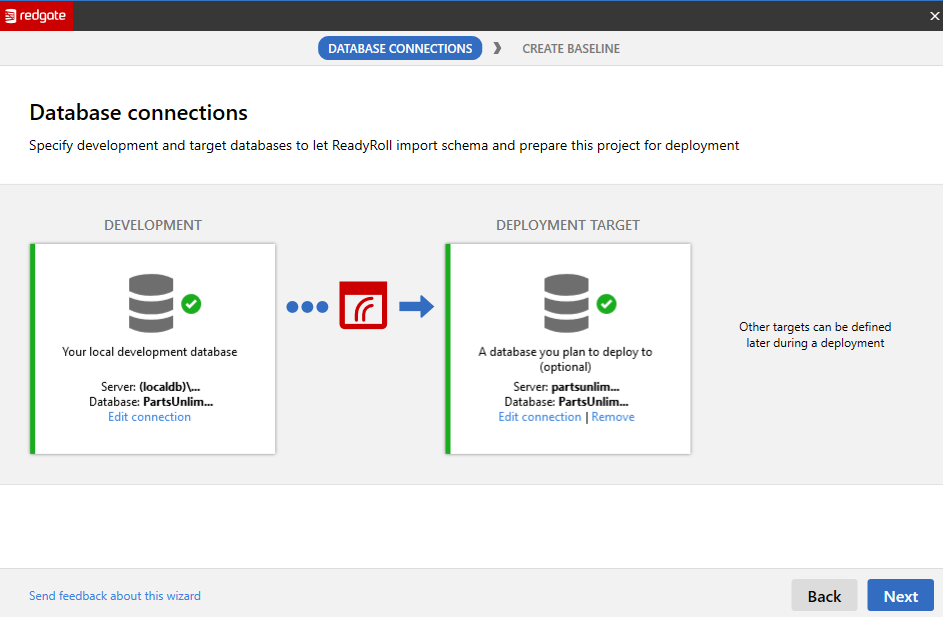 redgate
DATABASE CONNECTIONS
CREATE BASELINE
Database connections
Specify development and target databases to let ReadyRoll import schema and prepare this project for deployment
DEVELOPMENT
Your local development database
Server: (localdb)\...
Database: PartsUnlim...
Edit connection
DEPLOYMENT TARGET
A database you plan to deploy to
(optional)
Server: partsunlim...
Database: PartsUnlim...
Edit connection | Remove
Other targets can be defined
later during a deployment
Send feedback about this wizard
Back
Next